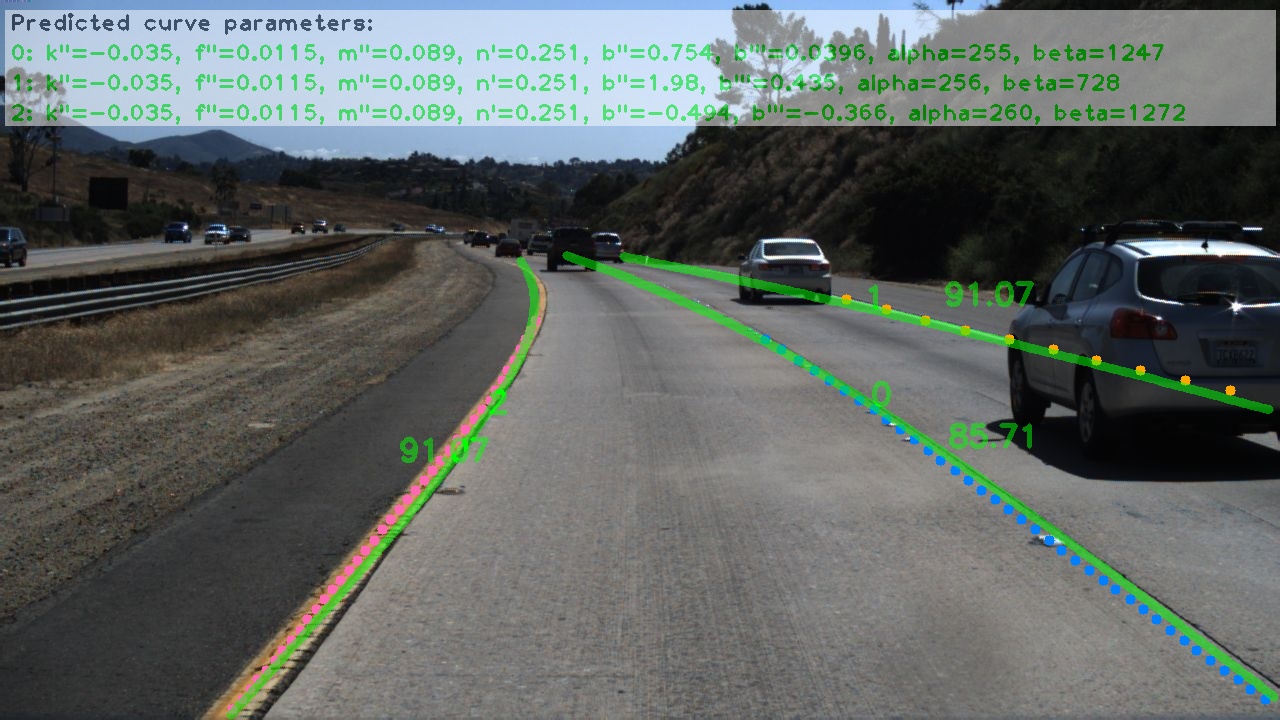 Predicted curve parameters:
0: k''=-0.035, f''=0.0115, m''=0.089, n'=0.251, b''=0.754, b'''=0.0396, alpha=255, beta=1247
1: k''=-0.035, f''=0.0115, m''=0.089, n'=0.251, b''=1.98, b'''=0.435, alpha=256, beta=728
2: k''=-0.035, f''=0.0115, m''=0.089, n'=0.251, b''=-0.494, b'''=-0.366, alpha=260, beta=1272
1 91.07
2 0
91.07 85.71